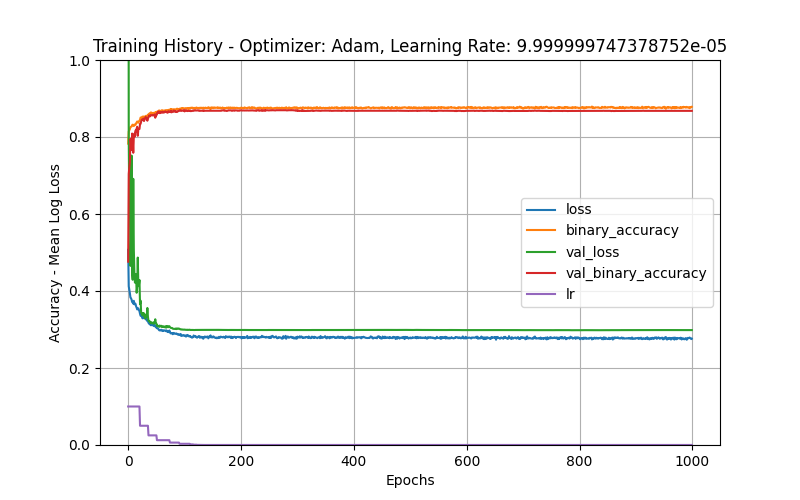 Training History - Optimizer: Adam, Learning Rate: 9.999999747378752e-05
1.0
0.8
0.6
0.4
0.2
0.0
Accuracy - Mean Log Loss
loss
binary_accuracy
val_loss
val_binary_accuracy
lr
0 200 400 600 800 1000
Epochs